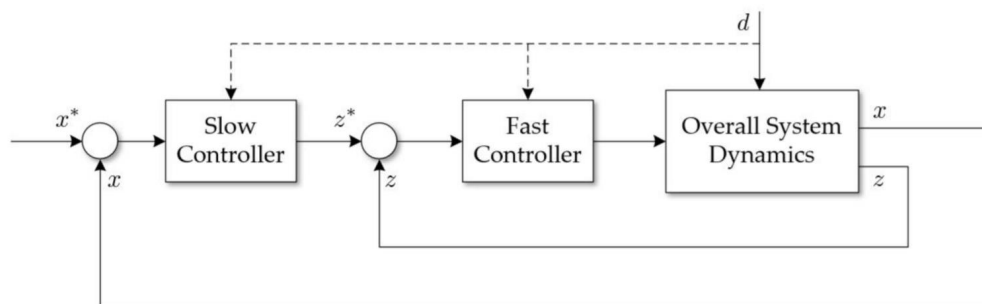 d
x*
Slow
Controller
z*
Fast
Controller
Overall System
Dynamics
x
x
z
z